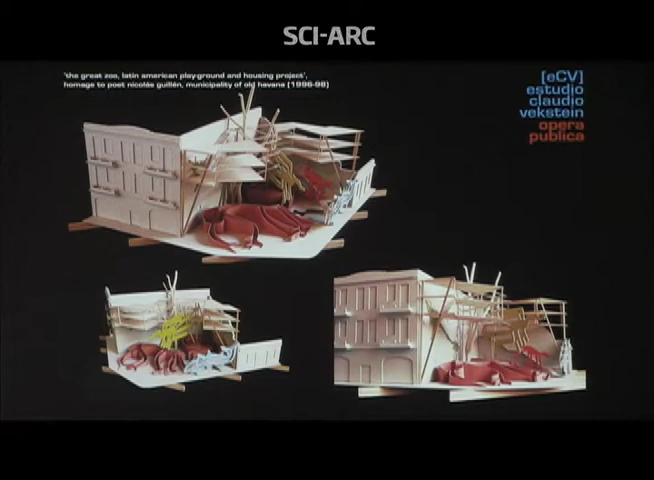 SCI-ARC
'the great zoo, latin american playground and housing project',
homage to poet nicolás guillén, municipality of old havana (1996-98)
[eCV]
estudio
claudio
vekstein
opera
publica